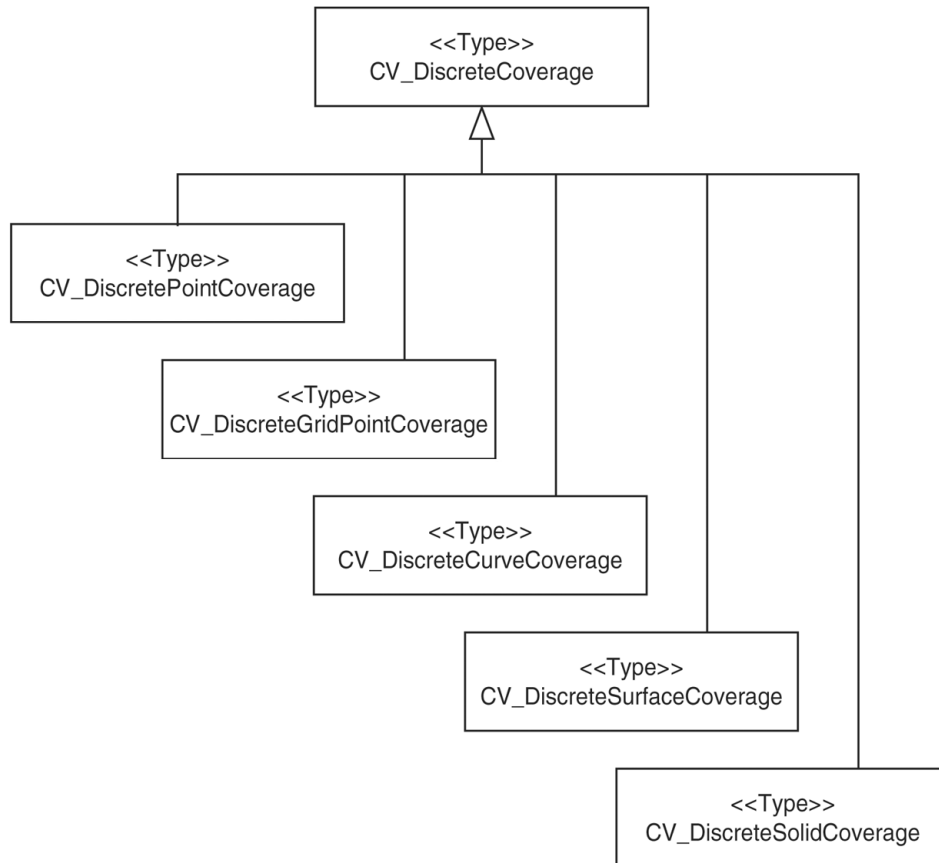 <<Type>>
CV_DiscreteCoverage
<<Type>>
CV_DiscretePointCoverage
<<Type>>
CV_DiscreteGridPointCoverage
<<Type>>
CV_DiscreteCurveCoverage
<<Type>>
CV_DiscreteSurfaceCoverage
<<Type>>
CV_DiscreteSolidCoverage